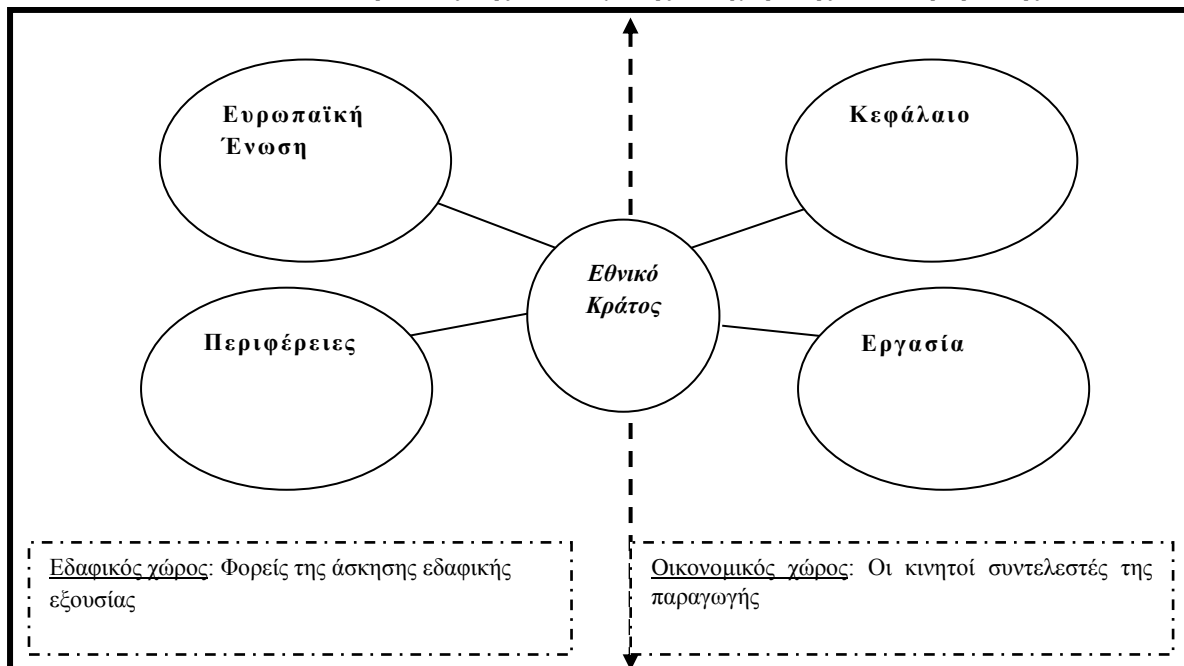 Ευρωπαϊκή
Ένωση
Κεφάλαιο
Εθνικό
Κράτος
Περιφέρειες
Εργασία
Εδαφικός χώρος: Φορείς της άσκησης εδαφικής
εξουσίας
Οικονομικός χώρος: Οι κινητοί συντελεστές της
παραγωγής